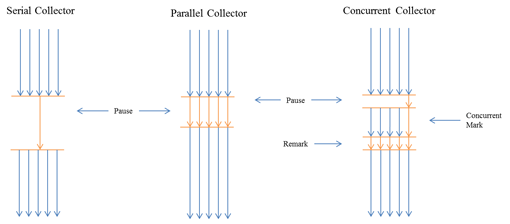 Serial Collector
Parallel Collector
Concurrent Collector
Pause
Pause
Concurrent
Mark
Remark